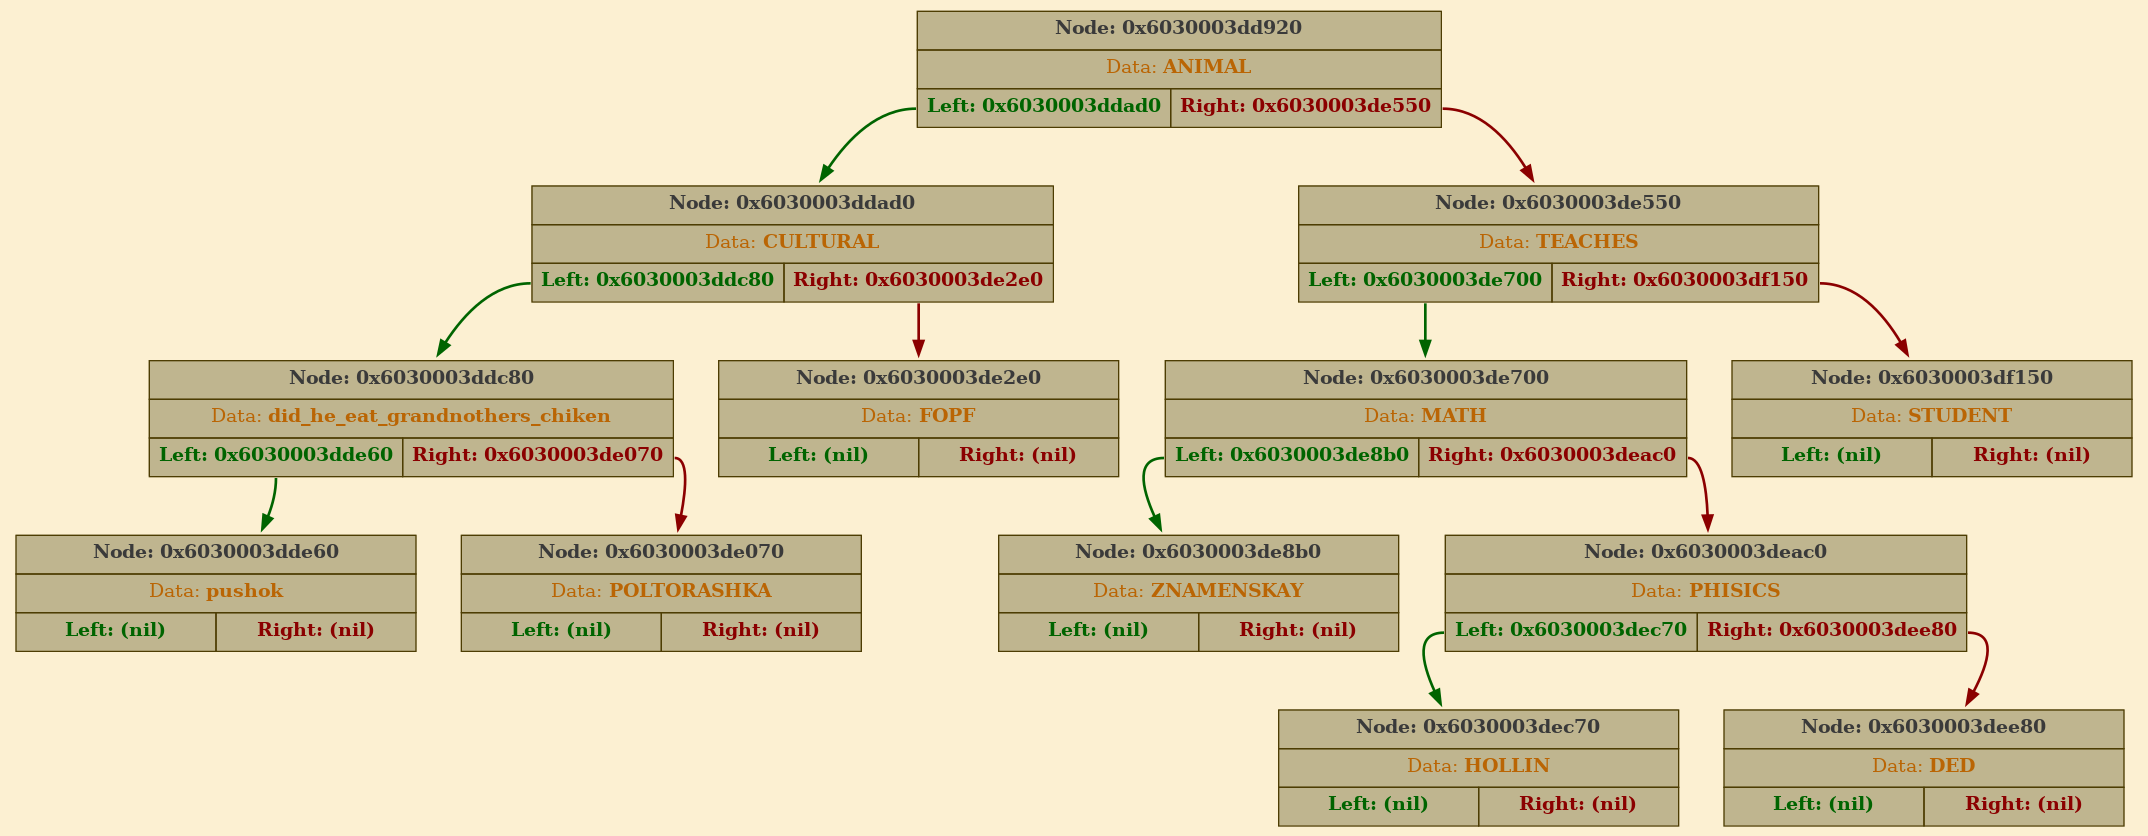 Node: 0x6030003dd920
Data: ANIMAL
Left: 0x6030003ddad0 Right: 0x6030003de550
Node: 0x6030003ddad0
Data: CULTURAL
Left: 0x6030003ddc80 Right: 0x6030003de2e0
Node: 0x6030003de550
Data: TEACHES
Left: 0x6030003de700 Right: 0x6030003df150
Node: 0x6030003ddc80
Data: did_he_eat_grandnothers_chiken
Left: 0x6030003dde60 Right: 0x6030003de070
Node: 0x6030003de2e0
Data: FOPF
Left: (nil) Right: (nil)
Node: 0x6030003de700
Data: MATH
Left: 0x6030003de8b0 Right: 0x6030003deac0
Node: 0x6030003df150
Data: STUDENT
Left: (nil) Right: (nil)
Node: 0x6030003dde60
Data: pushok
Left: (nil) Right: (nil)
Node: 0x6030003de070
Data: POLTORASHKA
Left: (nil) Right: (nil)
Node: 0x6030003de8b0
Data: ZNAMENSKAY
Left: (nil) Right: (nil)
Node: 0x6030003deac0
Data: PHISICS
Left: 0x6030003dec70 Right: 0x6030003dee80
Node: 0x6030003dec70
Data: HOLLIN
Left: (nil) Right: (nil)
Node: 0x6030003dee80
Data: DED
Left: (nil) Right: (nil)